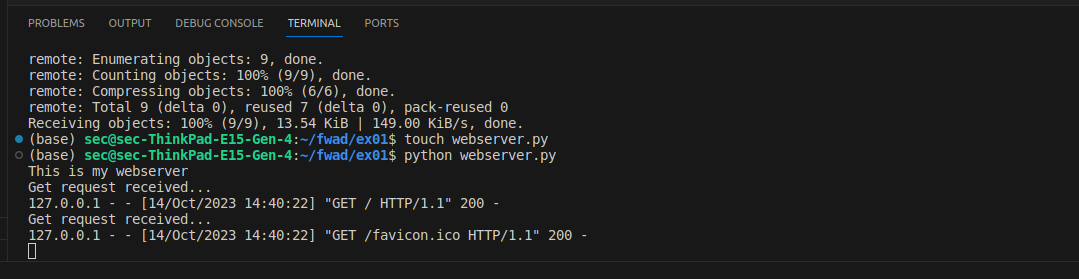 PROBLEMS OUTPUT DEBUG CONSOLE TERMINAL PORTS
remote: Enumerating objects: 9, done.
remote: Counting objects: 100% (9/9), done.
remote: Compressing objects: 100% (6/6), done.
remote: Total 9 (delta 0), reused 7 (delta 0), pack-reused 0
Receiving objects: 100% (9/9), 13.54 KiB | 149.00 KiB/s, done.
(base) sec@sec-ThinkPad-E15-Gen-4:~/fwad/ex01$ touch webserver.py
(base) sec@sec-ThinkPad-E15-Gen-4:~/fwad/ex01$ python webserver.py
This is my webserver
Get request received...
127.0.0.1 - - [14/Oct/2023 14:40:22] "GET / HTTP/1.1" 200 -
Get request received...
127.0.0.1 - - [14/Oct/2023 14:40:22] "GET /favicon.ico HTTP/1.1" 200 -